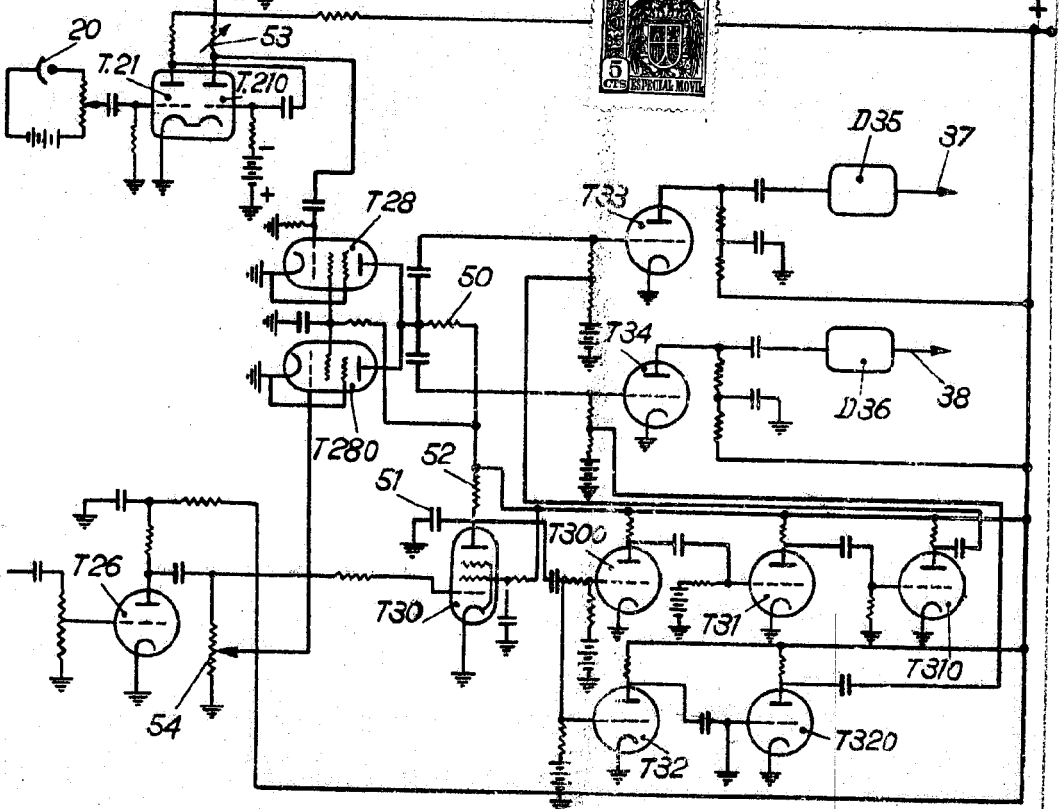 20
53
T.21
T.210
-
+
T28
50
T280
52
51
T26
54
T30
T33
T34
D35
37
D36
38
T300
T31
T310
T32
T320
+
5
CTS
ESPECIAL MOVIL